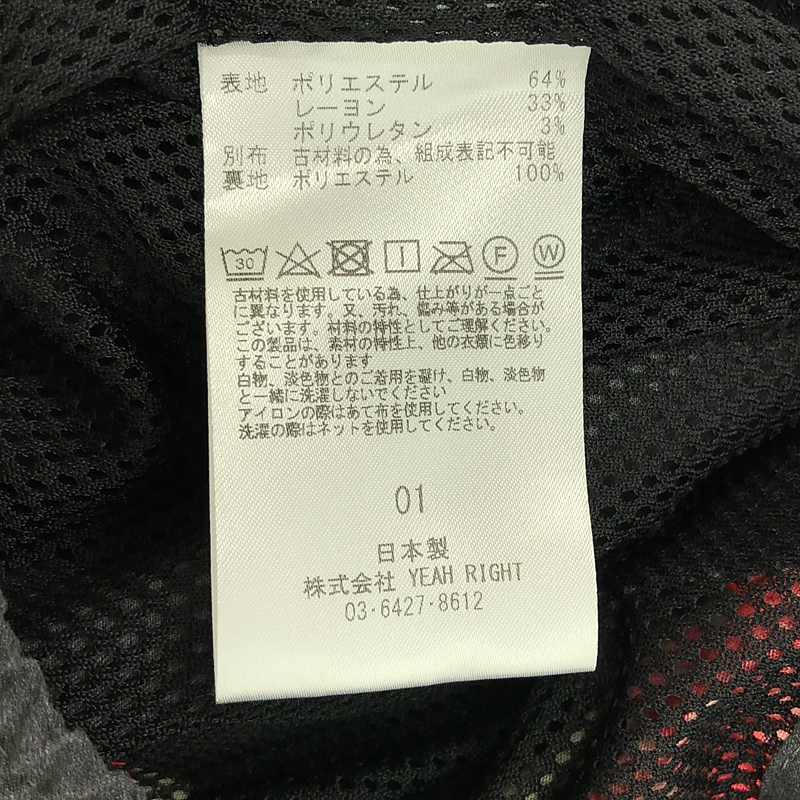 表地 ポリエステル 64%
レーヨン 33%
ポリウレタン 3%
別布 古材料の為、組成表記不可能
裏地 ポリエステル 100%
30 F W
古材料を使用している為、仕上がりが一点ごと
に異なります。又、汚れ、傷み等がある場合が
ございます。材料の特性としてご理解ください。
この製品は、素材の特性上、他の衣類に色移り
することがあります
白物、淡色物とのご着用を避け、白物、淡色物
と一緒に洗濯しないでください
アイロンの際はあて布を使用してください。
洗濯の際はネットを使用してください。
01
日本製
株式会社 YEAH RIGHT
03-6427-8612